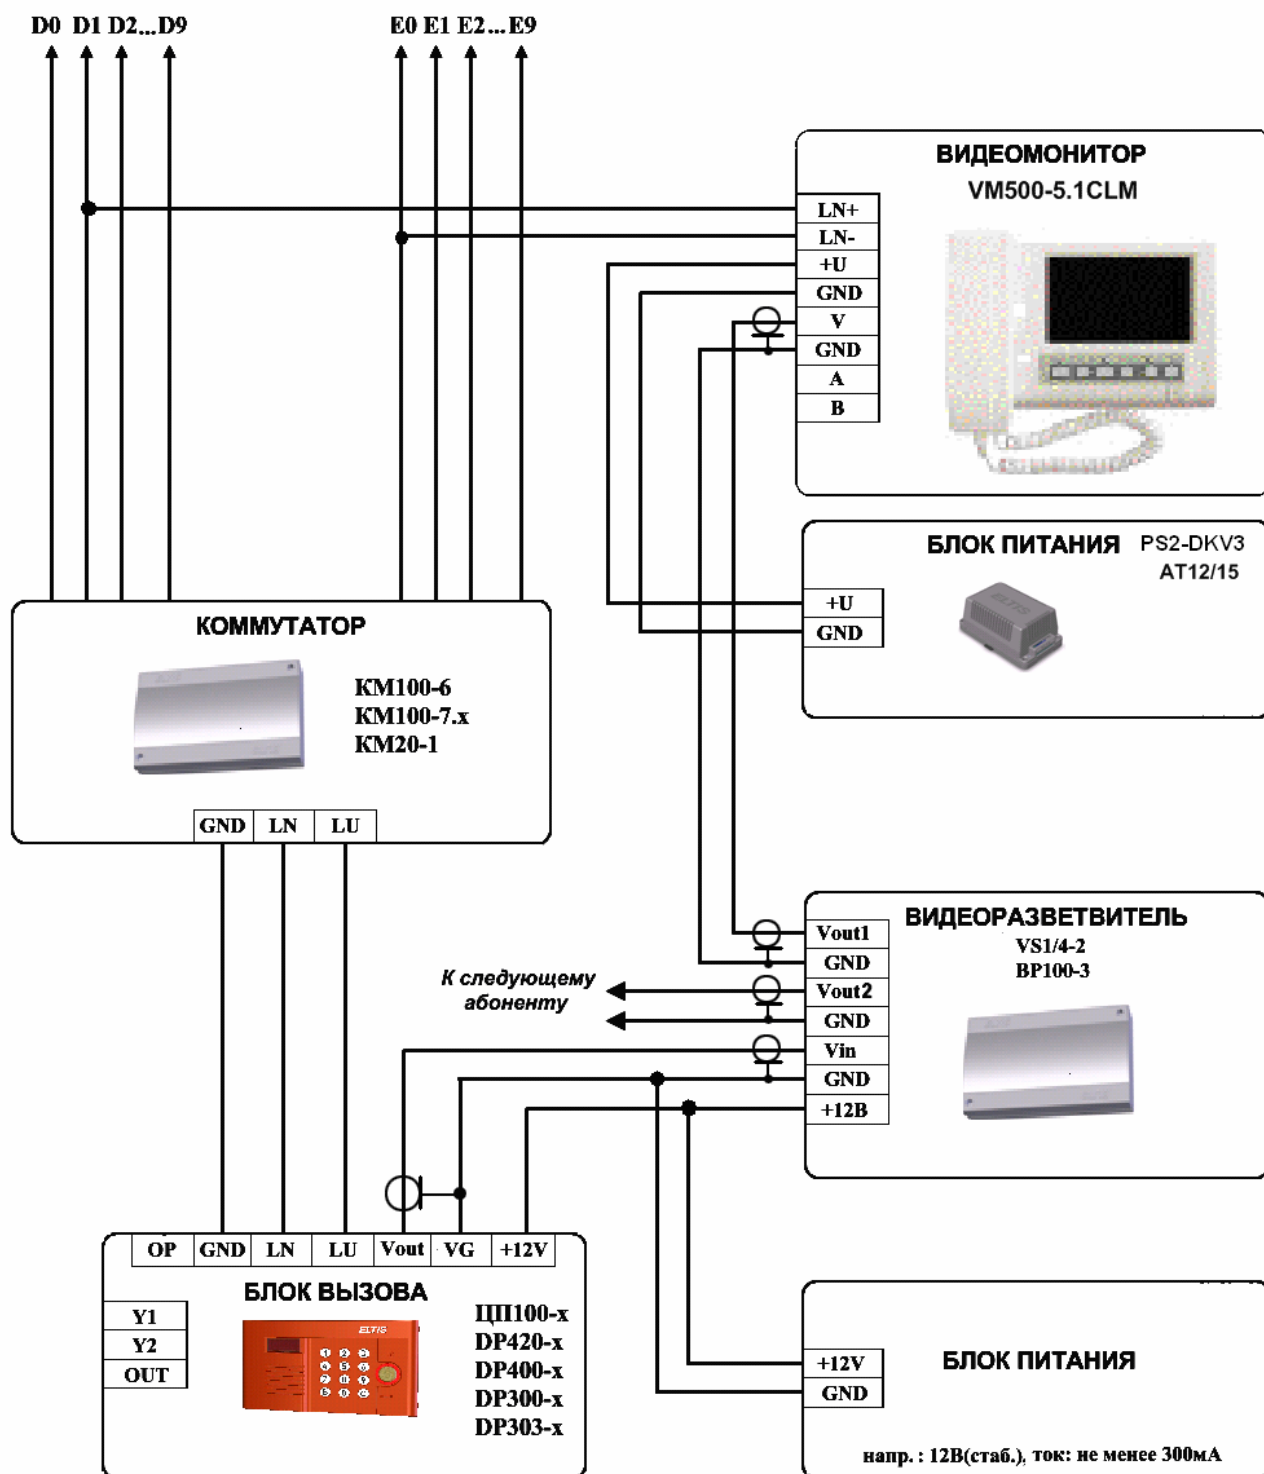 D0 D1 D2...D9
E0 E1 E2...E9
ВИДЕОМОНИТОР
VM500-5.1CLM
LN+
LN-
+U
GND
V
GND
A
B
БЛОК ПИТАНИЯ PS2-DKV3
AT12/15
+U
GND
ELTIS
КОММУТАТОР
КМ100-6
КМ100-7.х
КМ20-1
GND LN LU
ВИДЕОРАЗВЕТВИТЕЛЬ
VS1/4-2
ВР100-3
Vout1
GND
Vout2
GND
Vin
GND
+12В
К следующему
абоненту
OP GND LN LU Vout VG +12V
БЛОК ВЫЗОВА
Y1
Y2
OUT
ELTIS
ЦП100-х
DP420-х
DP400-х
DP300-х
DP303-х
+12V
GND
БЛОК ПИТАНИЯ
напр. : 12В(стаб.), ток: не менее 300мА